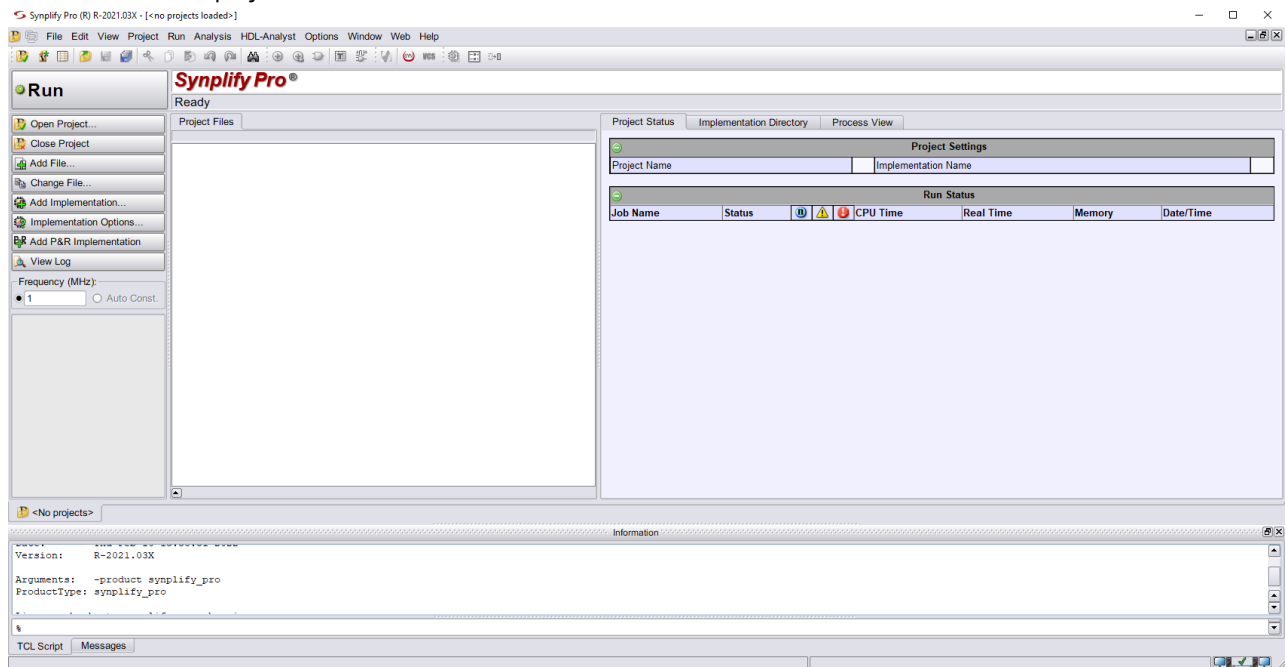 Synplify Pro (R) R-2021.03X - [<no projects loaded>]
File Edit View Project Run Analysis HDL-Analyst Options Window Web Help
VCS
Run
Synplify Pro®
Ready
Open Project...
Close Project
Add File...
Change File...
Add Implementation...
Implementation Options...
P&R Add P&R Implementation
View Log
Frequency (MHz):
1 Auto Const.
Project Files
Project Status Implementation Directory Process View
Project Settings
Project Name Implementation Name
Run Status
Job Name Status CPU Time Real Time Memory Date/Time
<No projects>
Information
Version: R-2021.03X
Arguments: -product synplify_pro
ProductType: synplify_pro
%
TCL Script Messages